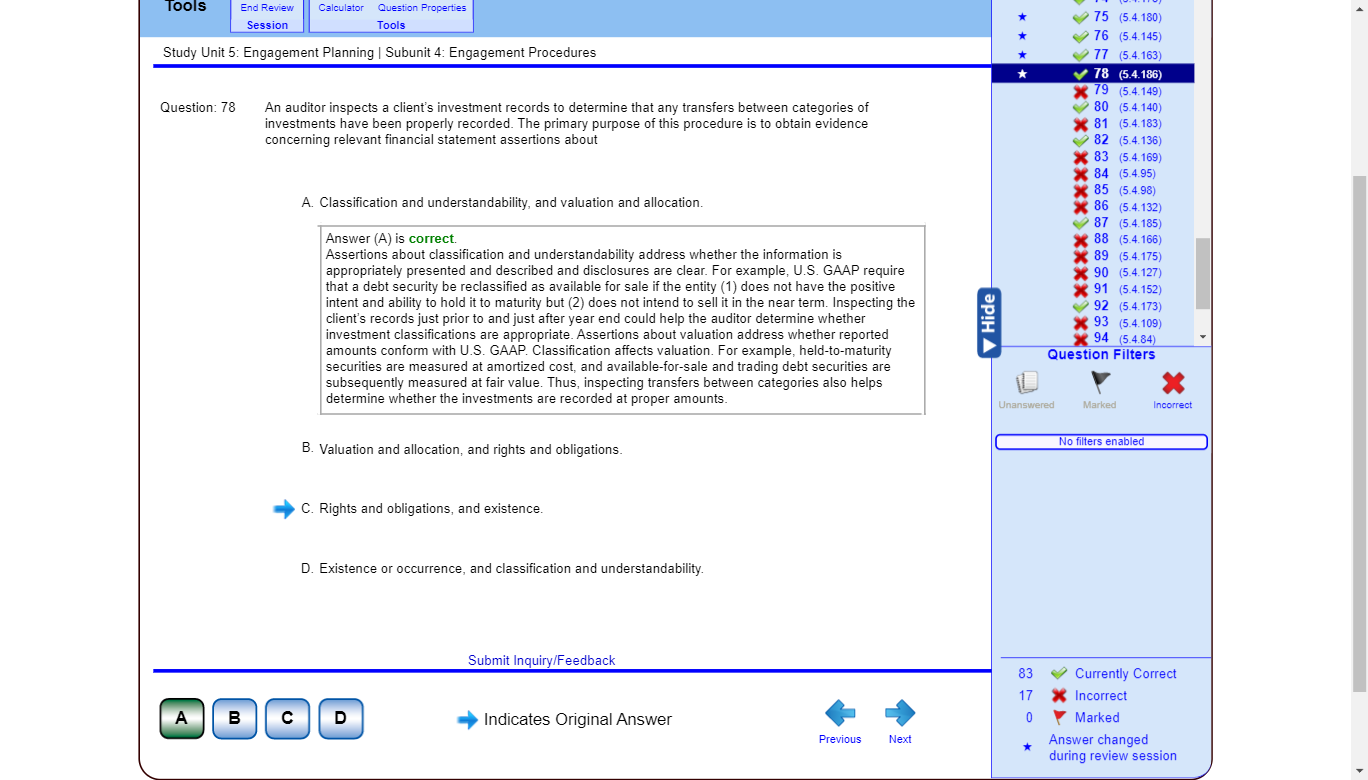 Tools
End Review
Session
Calculator Question Properties
Tools
Study Unit 5: Engagement Planning | Subunit 4: Engagement Procedures
Question: 78
An auditor inspects a client's investment records to determine that any transfers between categories of
investments have been properly recorded. The primary purpose of this procedure is to obtain evidence
concerning relevant financial statement assertions about
A. Classification and understandability, and valuation and allocation.
Answer (A) is correct.
Assertions about classification and understandability address whether the information is
appropriately presented and described and disclosures are clear. For example, U.S. GAAP require
that a debt security be reclassified as available for sale if the entity (1) does not have the positive
intent and ability to hold it to maturity but (2) does not intend to sell it in the near term. Inspecting the
client's records just prior to and just after year end could help the auditor determine whether
investment classifications are appropriate. Assertions about valuation address whether reported
amounts conform with U.S. GAAP. Classification affects valuation. For example, held-to-maturity
securities are measured at amortized cost, and available-for-sale and trading debt securities are
subsequently measured at fair value. Thus, inspecting transfers between categories also helps
determine whether the investments are recorded at proper amounts.
B. Valuation and allocation, and rights and obligations.
C. Rights and obligations, and existence.
D. Existence or occurrence, and classification and understandability.
Submit Inquiry/Feedback
A B C D
Indicates Original Answer
Previous Next
75 (5.4.180)
76 (5.4.145)
77 (5.4.163)
78 (5.4.186)
79 (5.4.149)
80 (5.4.140)
81 (5.4.183)
82 (5.4.136)
83 (5.4.169)
84 (5.4.95)
85 (5.4.98)
86 (5.4.132)
87 (5.4.185)
88 (5.4.166)
89 (5.4.175)
90 (5.4.127)
91 (5.4.152)
92 (5.4.173)
93 (5.4.109)
94 (5.4.84)
Hide
Question Filters
Unanswered Marked Incorrect
No filters enabled
83 Currently Correct
17 Incorrect
0 Marked
Answer changed
during review session